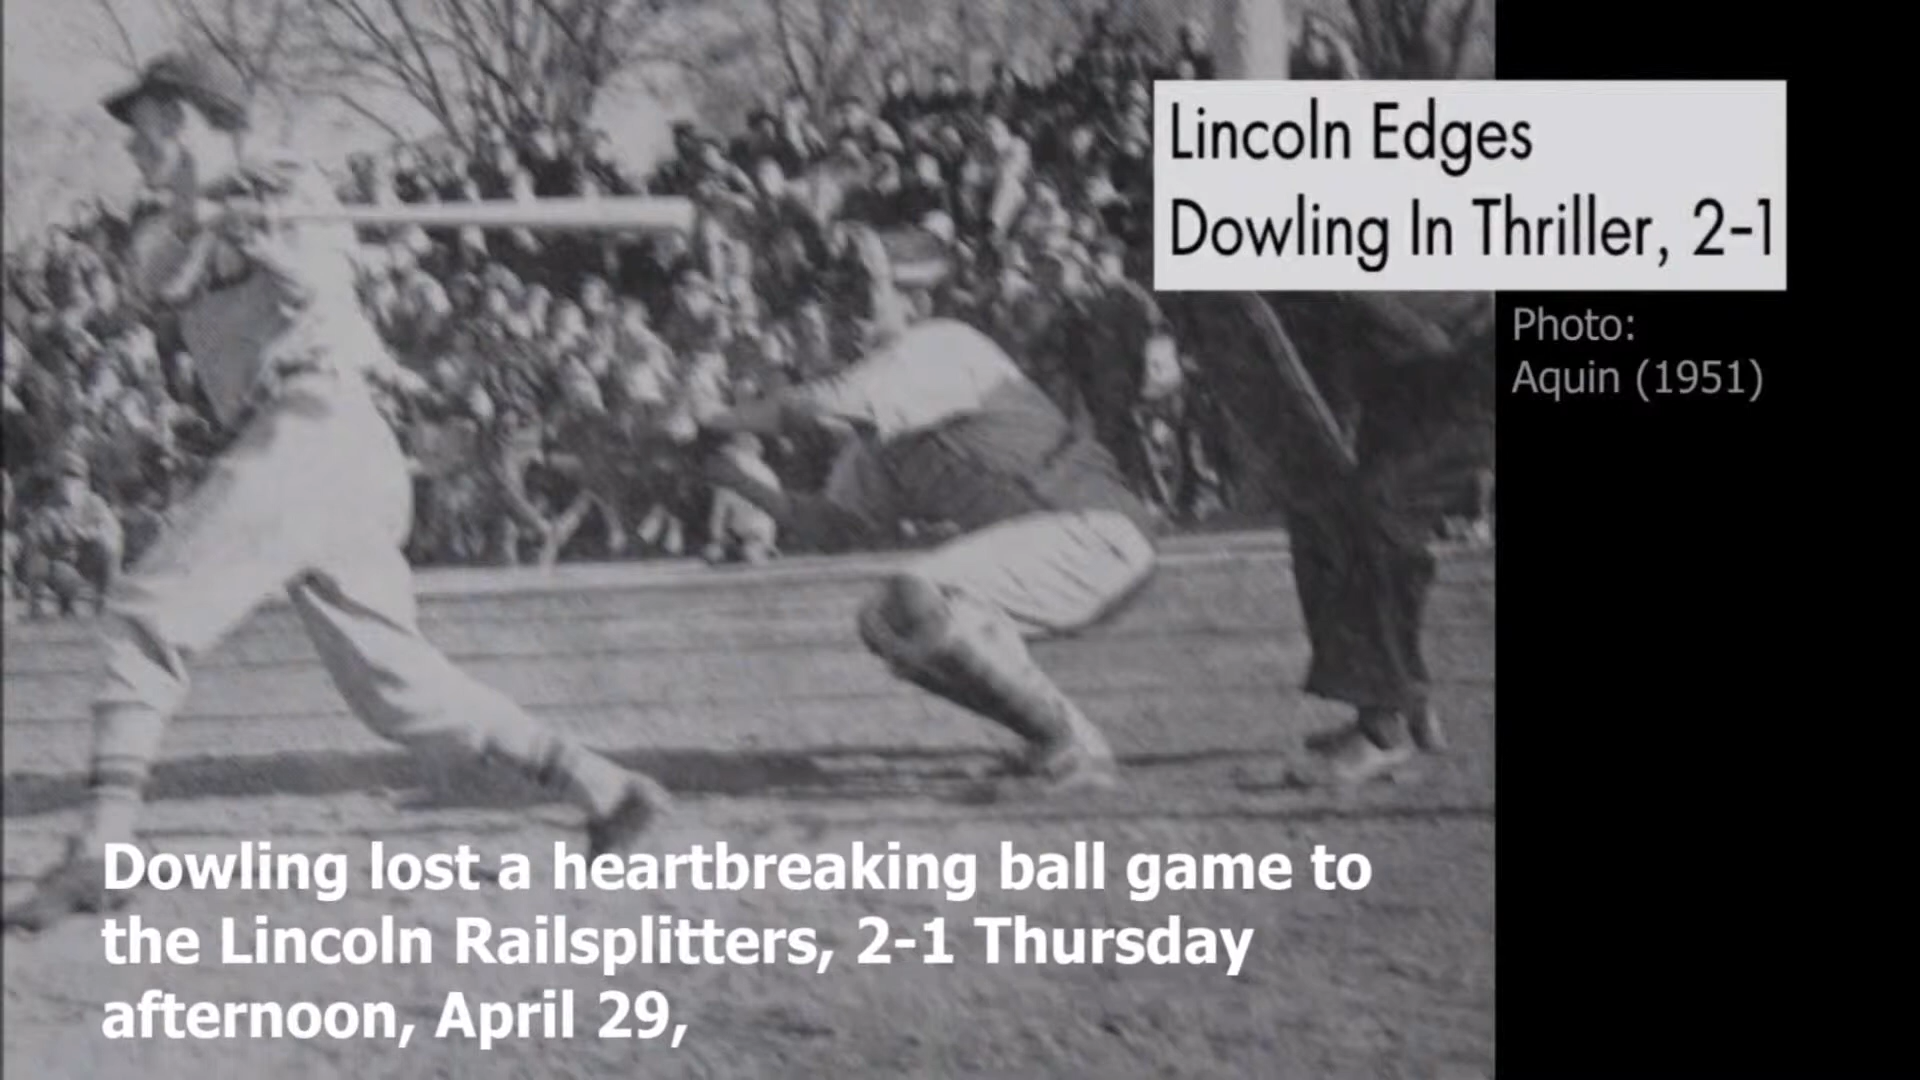 Lincoln Edges
Dowling In Thriller, 2-1
Photo:
Aquin (1951)
Dowling lost a heartbreaking ball game to
the Lincoln Railsplitters, 2-1 Thursday
afternoon, April 29,